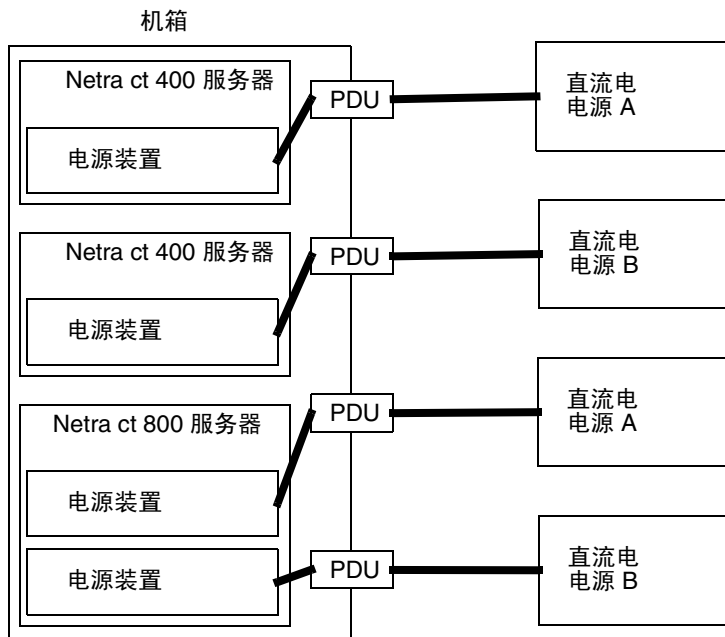 机箱
Netra ct 400 服务器
PDU
直流电
电源 A
电源装置
Netra ct 400 服务器
PDU
直流电
电源 B
电源装置
Netra ct 800 服务器
PDU
直流电
电源 A
电源装置
电源装置
PDU
直流电
电源 B